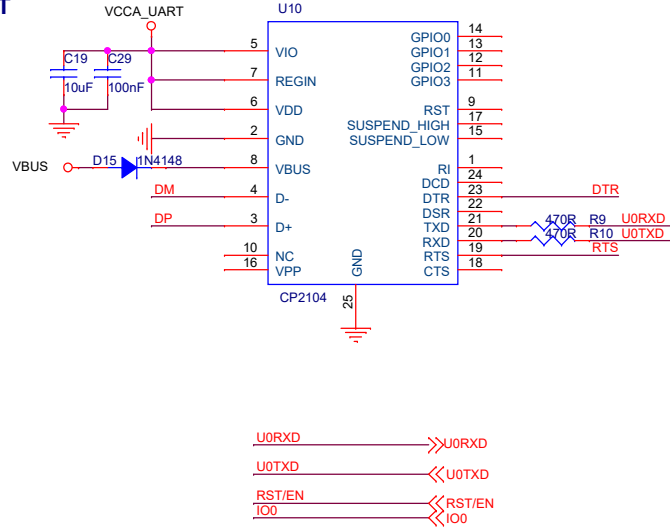 T
VCCA_UART
U10
5 VIO GPIO0 14
GPIO1 13
C19 C29 GPIO2 12
7 REGIN GPIO3 11
10uF 100nF
6 VDD RST 9
SUSPEND_HIGH 17
2 GND SUSPEND_LOW 15
VBUS D15 1N4148 8 VBUS RI 1
DCD 24
DM 4 D- DTR 23 DTR
DSR 22
DP 3 D+ TXD 21 470R R9 U0RXD
RXD 20 470R R10 U0TXD
10 NC RTS 19 RTS
16 VPP GND CTS 18
CP2104 25
U0RXD U0RXD
U0TXD U0TXD
RST/EN RST/EN
IO0 IO0